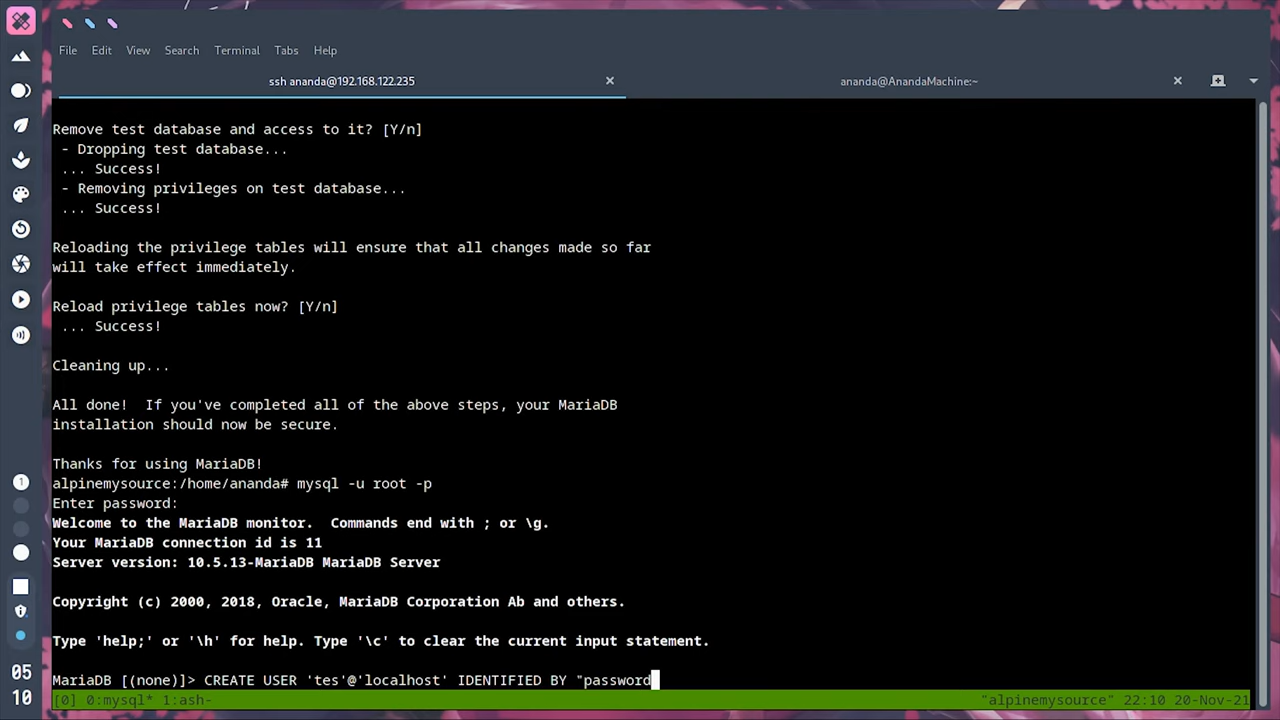 File Edit View Search Terminal Tabs Help
ssh ananda@192.168.122.235
ananda@AnandaMachine:~
Remove test database and access to it? [Y/n]
 - Dropping test database...
 ... Success!
 - Removing privileges on test database...
 ... Success!
Reloading the privilege tables will ensure that all changes made so far
will take effect immediately.
Reload privilege tables now? [Y/n]
 ... Success!
Cleaning up...
All done!  If you've completed all of the above steps, your MariaDB
installation should now be secure.
Thanks for using MariaDB!
alpinemysource:/home/ananda# mysql -u root -p
Enter password:
Welcome to the MariaDB monitor.  Commands end with ; or \g.
Your MariaDB connection id is 11
Server version: 10.5.13-MariaDB MariaDB Server
Copyright (c) 2000, 2018, Oracle, MariaDB Corporation Ab and others.
Type 'help;' or '\h' for help. Type '\c' to clear the current input statement.
MariaDB [(none)]> CREATE USER 'tes'@'localhost' IDENTIFIED BY "password
[0] 0:mysql* 1:ash-
"alpinemysource" 22:10 20-Nov-21
1
05
10